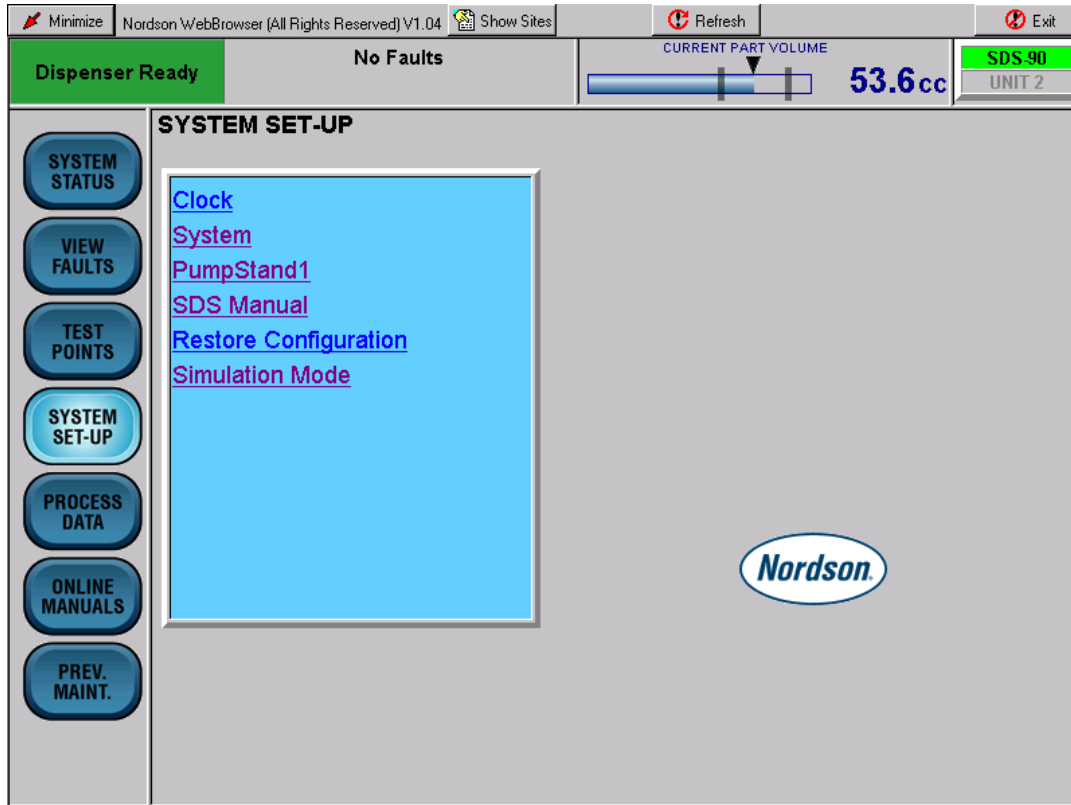 Minimize
Nordson WebBrowser (All Rights Reserved) V1.04
Show Sites
Refresh
Exit
Dispenser Ready
No Faults
CURRENT PART VOLUME
53.6cc
SDS-90
UNIT 2
SYSTEM SET-UP
SYSTEM
STATUS
VIEW
FAULTS
TEST
POINTS
SYSTEM
SET-UP
PROCESS
DATA
ONLINE
MANUALS
PREV.
MAINT.
Clock
System
PumpStand1
SDS Manual
Restore Configuration
Simulation Mode
Nordson